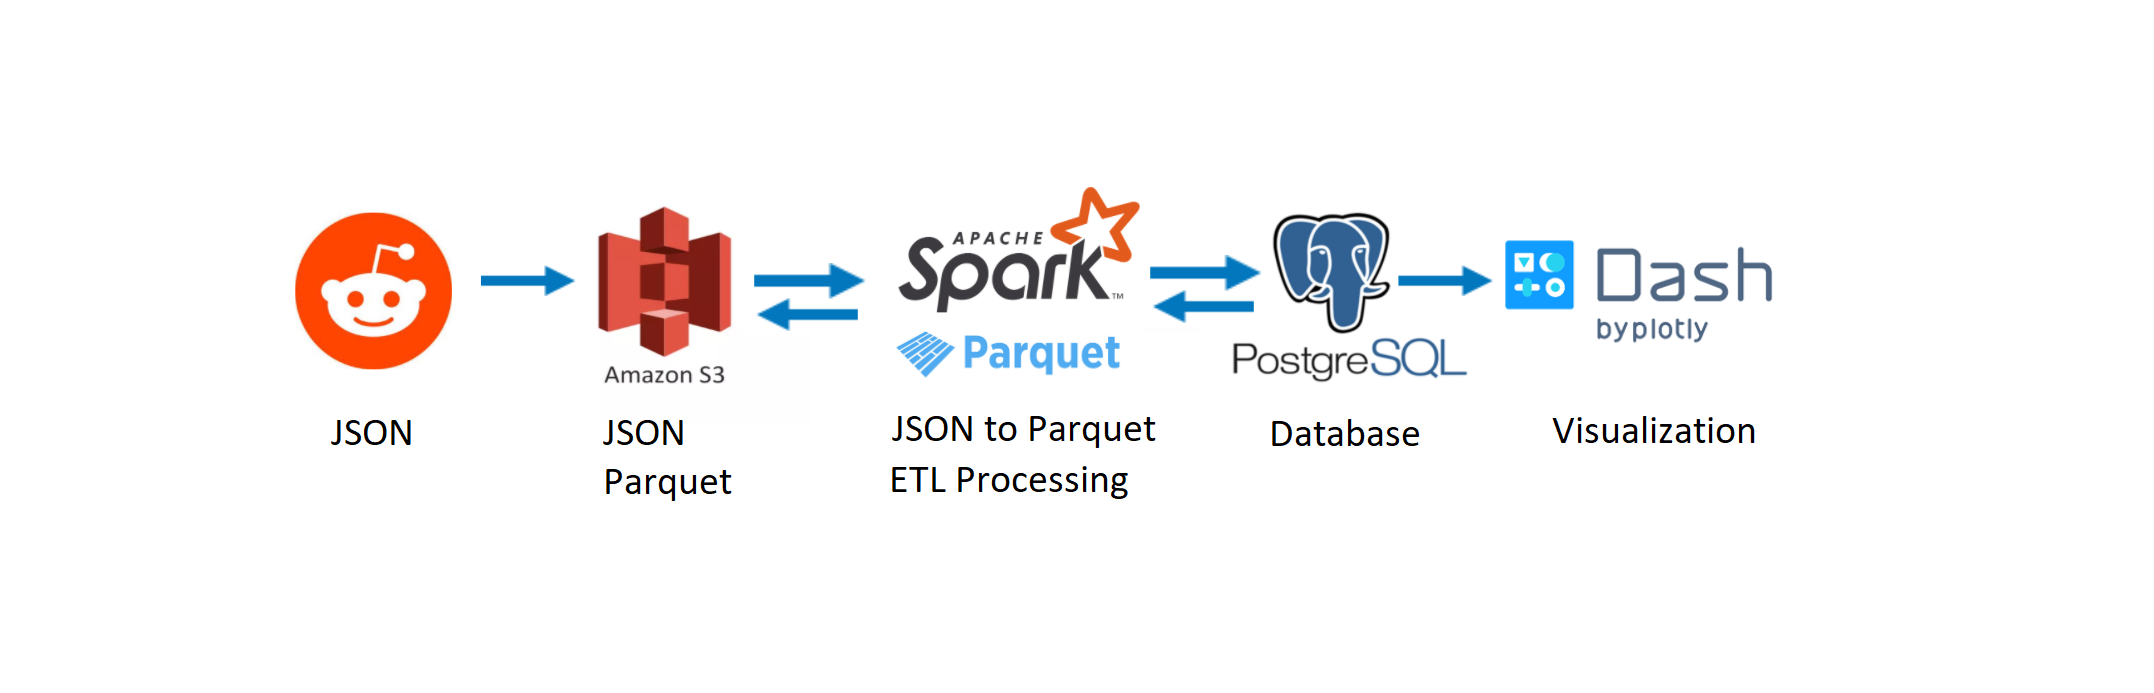 APACHE
Spark™
Parquet
Amazon S3
PostgreSQL
Dash
by plotly
JSON
JSON
Parquet
JSON to Parquet
ETL Processing
Database
Visualization